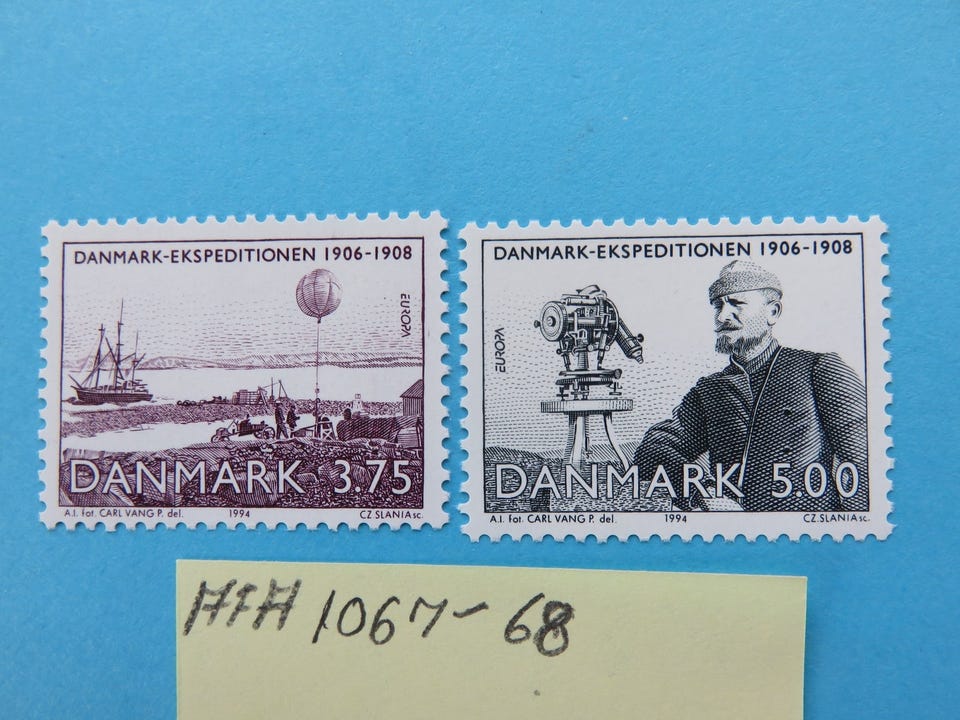 DANMARK-EKSPEDITIONEN 1906-1908
EUROPA
DANMARK 3.75
A.I. fot. CARL VANG P. del. 1994 CZ. SLANIA sc.
DANMARK-EKSPEDITIONEN 1906-1908
EUROPA
DANMARK 5.00
A.I. fot. CARL VANG P. del. 1994 CZ. SLANIA sc.
AFA 1067-68